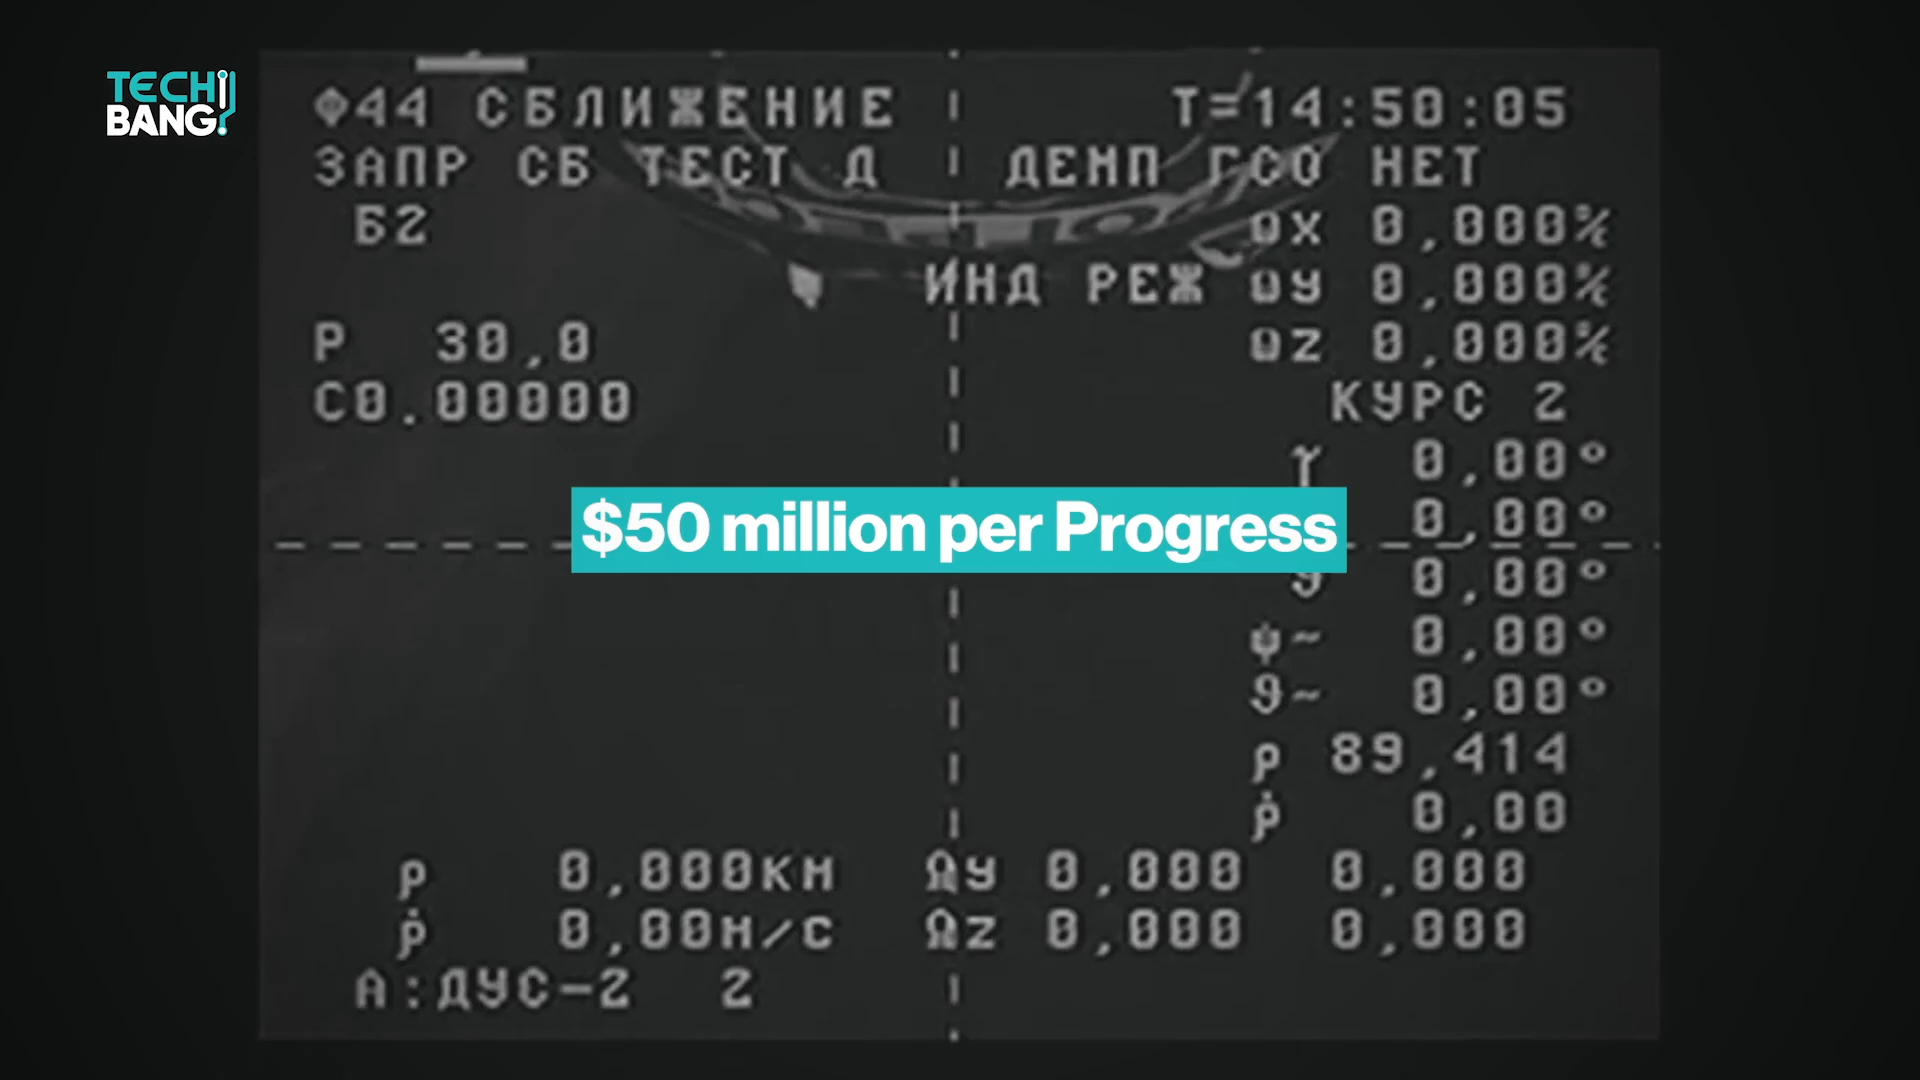 TECH
BANG!
Ф44 СБЛИЖЕНИЕ T=14:50:05
ЗАПР СБ ТЕСТ Д ДЕМП ГСО НЕТ
Б2 ωX 0,000°/с
ИНД РЕЖ ωУ 0,000°/с
Р 30,0 ωZ 0,000°/с
С0.00000 КУРС 2
γ 0,00°
$50 million per Progress
0,00°
ϑ 0,00°
ψ~ 0,00°
ϑ~ 0,00°
ρ 89,414
ρ̇ 0,00
ρ 0,000км ΩУ 0,000 0,000
ρ̇ 0,00м/с ΩZ 0,000 0,000
А:ДУС-2 2